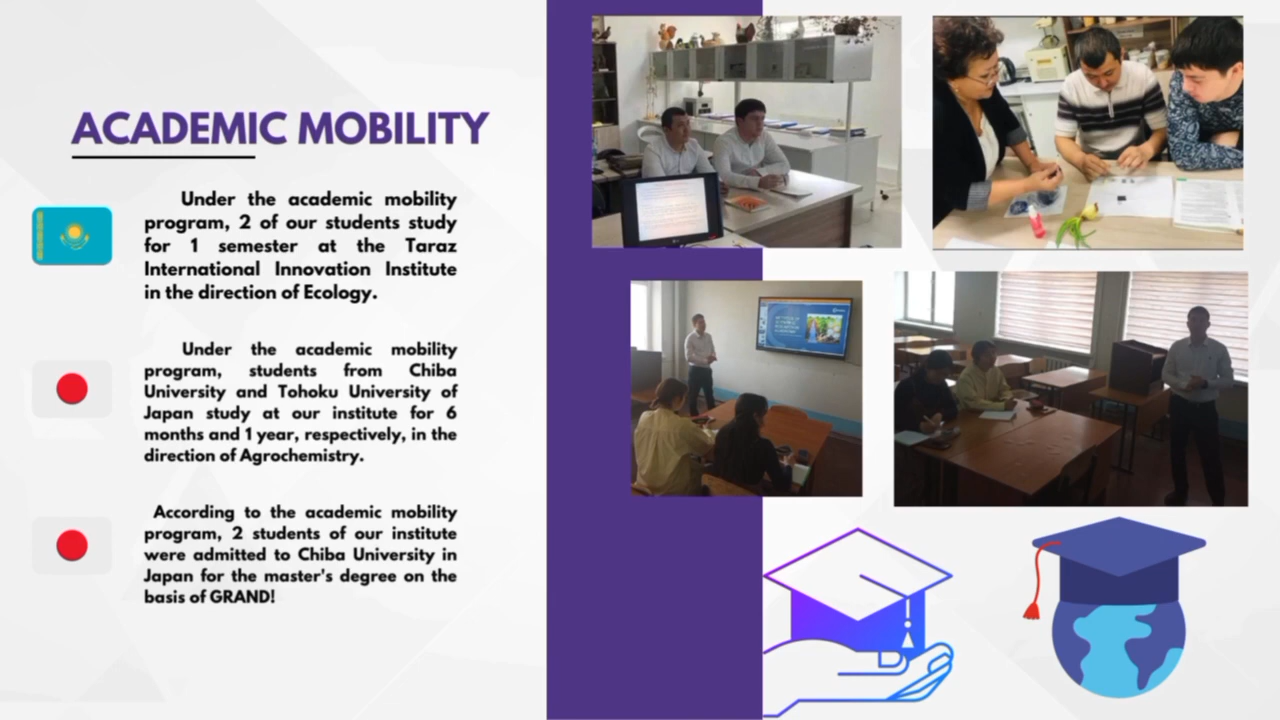 ACADEMIC MOBILITY
Under the academic mobility
program, 2 of our students study
for 1 semester at the Taraz
International Innovation Institute
in the direction of Ecology.
Under the academic mobility
program, students from Chiba
University and Tohoku University of
Japan study at our institute for 6
months and 1 year, respectively, in the
direction of Agrochemistry.
According to the academic mobility
program, 2 students of our institute
were admitted to Chiba University in
Japan for the master's degree on the
basis of GRAND!